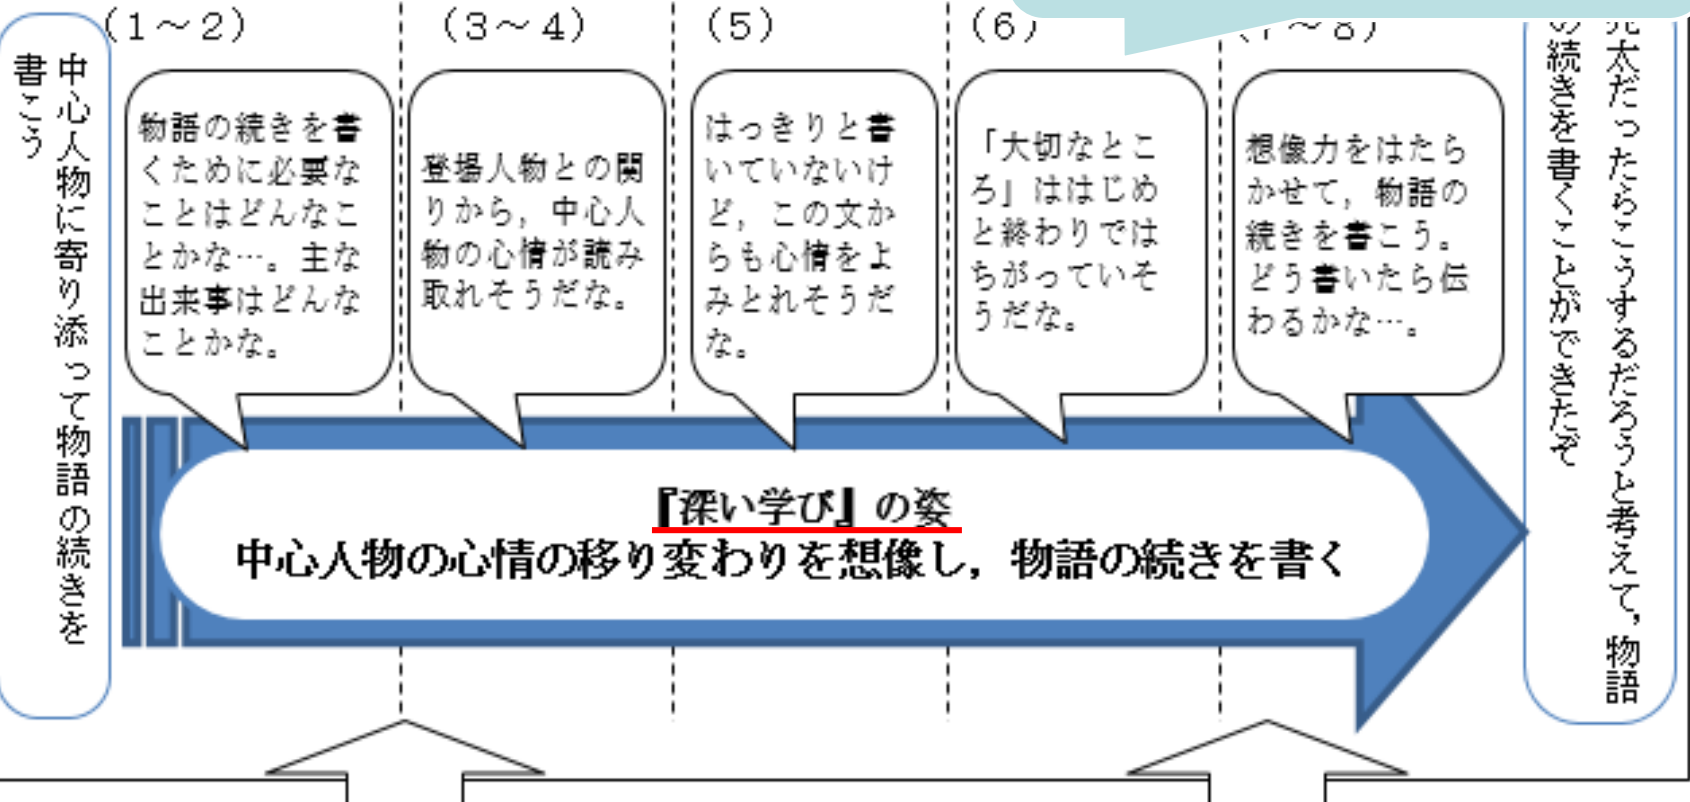 (1～2)
(3～4)
(5)
(6)
～8)
中心人物に寄り添って物語の続きを
書こう
物語の続きを書
くために必要な
ことはどんなこ
とかな…。主な
出来事はどんな
ことかな。
登場人物との関
りから，中心人
物の心情が読み
取れそうだな。
はっきりと書
いていないけ
ど，この文か
らも心情をよ
みとれそうだ
な。
「大切なとこ
ろ」ははじめ
と終わりでは
ちがっていそ
うだな。
想像力をはたら
かせて，物語の
続きを書こう。
どう書いたら伝
わるかな…。
太だったらこうするだろうと考えて，物語
の続きを書くことができたぞ
『深い学び』の姿
中心人物の心情の移り変わりを想像し，物語の続きを書く